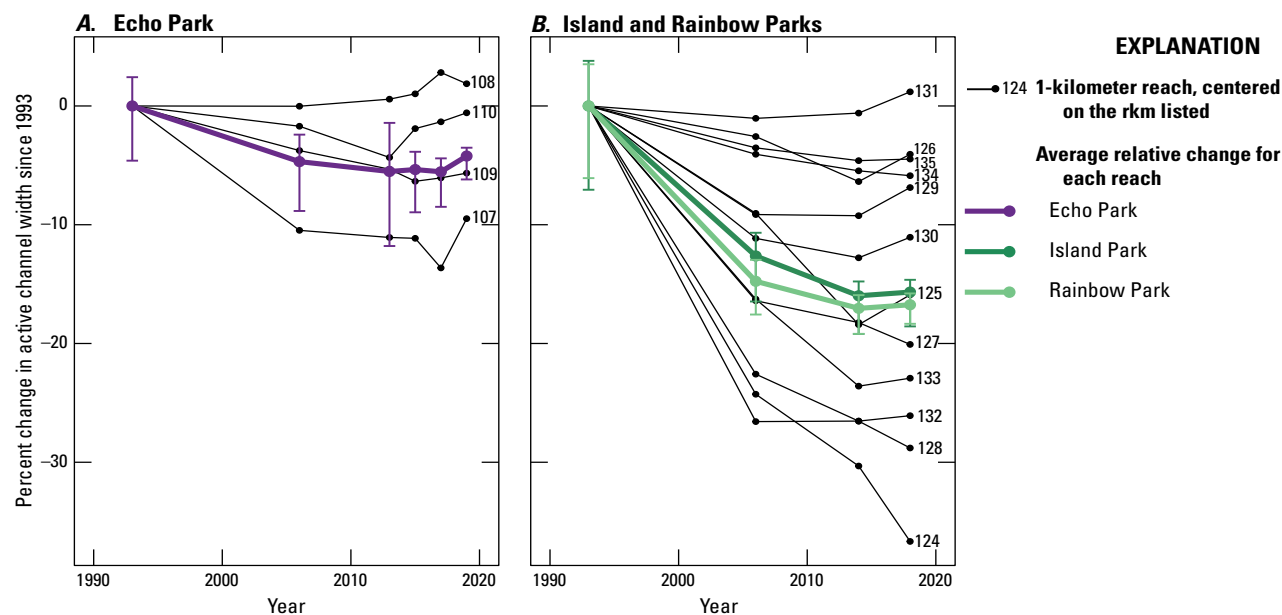 A. Echo Park
B. Island and Rainbow Parks
Percent change in active channel width since 1993
0
–10
–20
–30
1990
2000
2010
2020
Year
108
110
109
107
1990
2000
2010
2020
Year
131
126
135
134
129
130
125
127
133
132
128
124
EXPLANATION
124 1-kilometer reach, centered
on the rkm listed
Average relative change for
each reach
Echo Park
Island Park
Rainbow Park